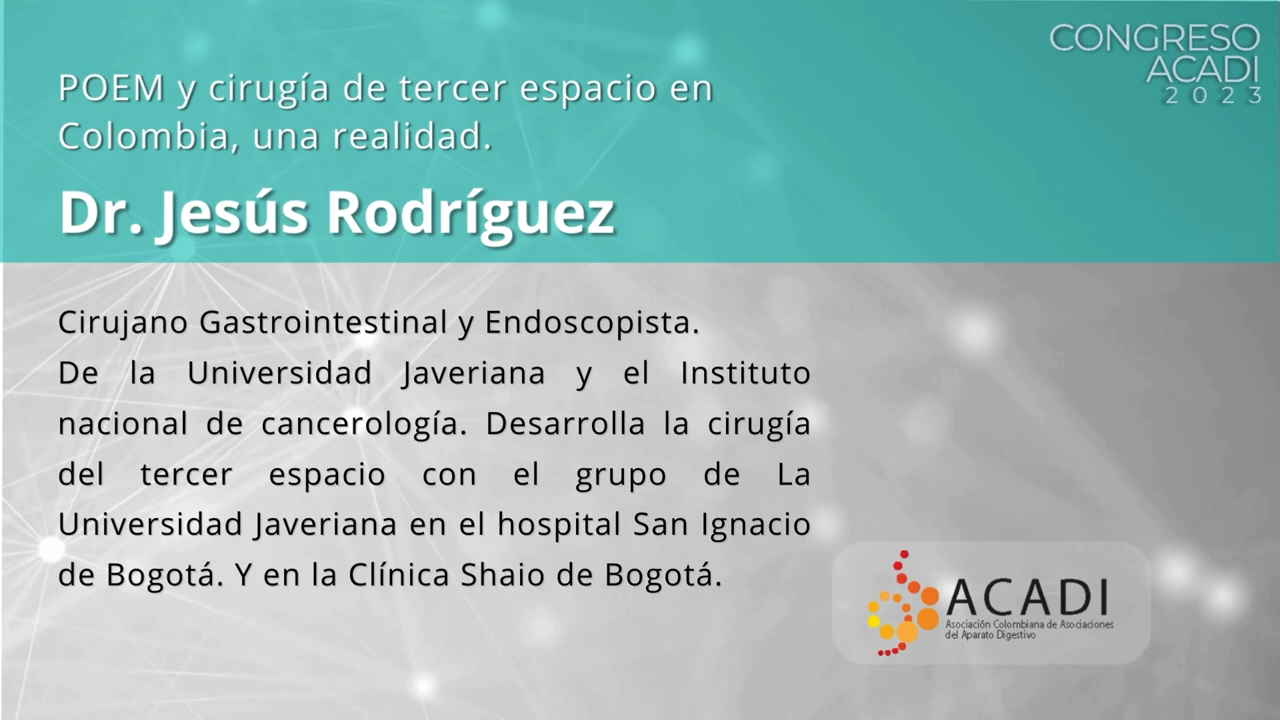 CONGRESO
ACADI
2023
POEM y cirugía de tercer espacio en
Colombia, una realidad.
Dr. Jesús Rodríguez
Cirujano Gastrointestinal y Endoscopista.
De la Universidad Javeriana y el Instituto
nacional de cancerología. Desarrolla la cirugía
del tercer espacio con el grupo de La
Universidad Javeriana en el hospital San Ignacio
de Bogotá. Y en la Clínica Shaio de Bogotá.
ACADI
Asociación Colombiana de Asociaciones
del Aparato Digestivo